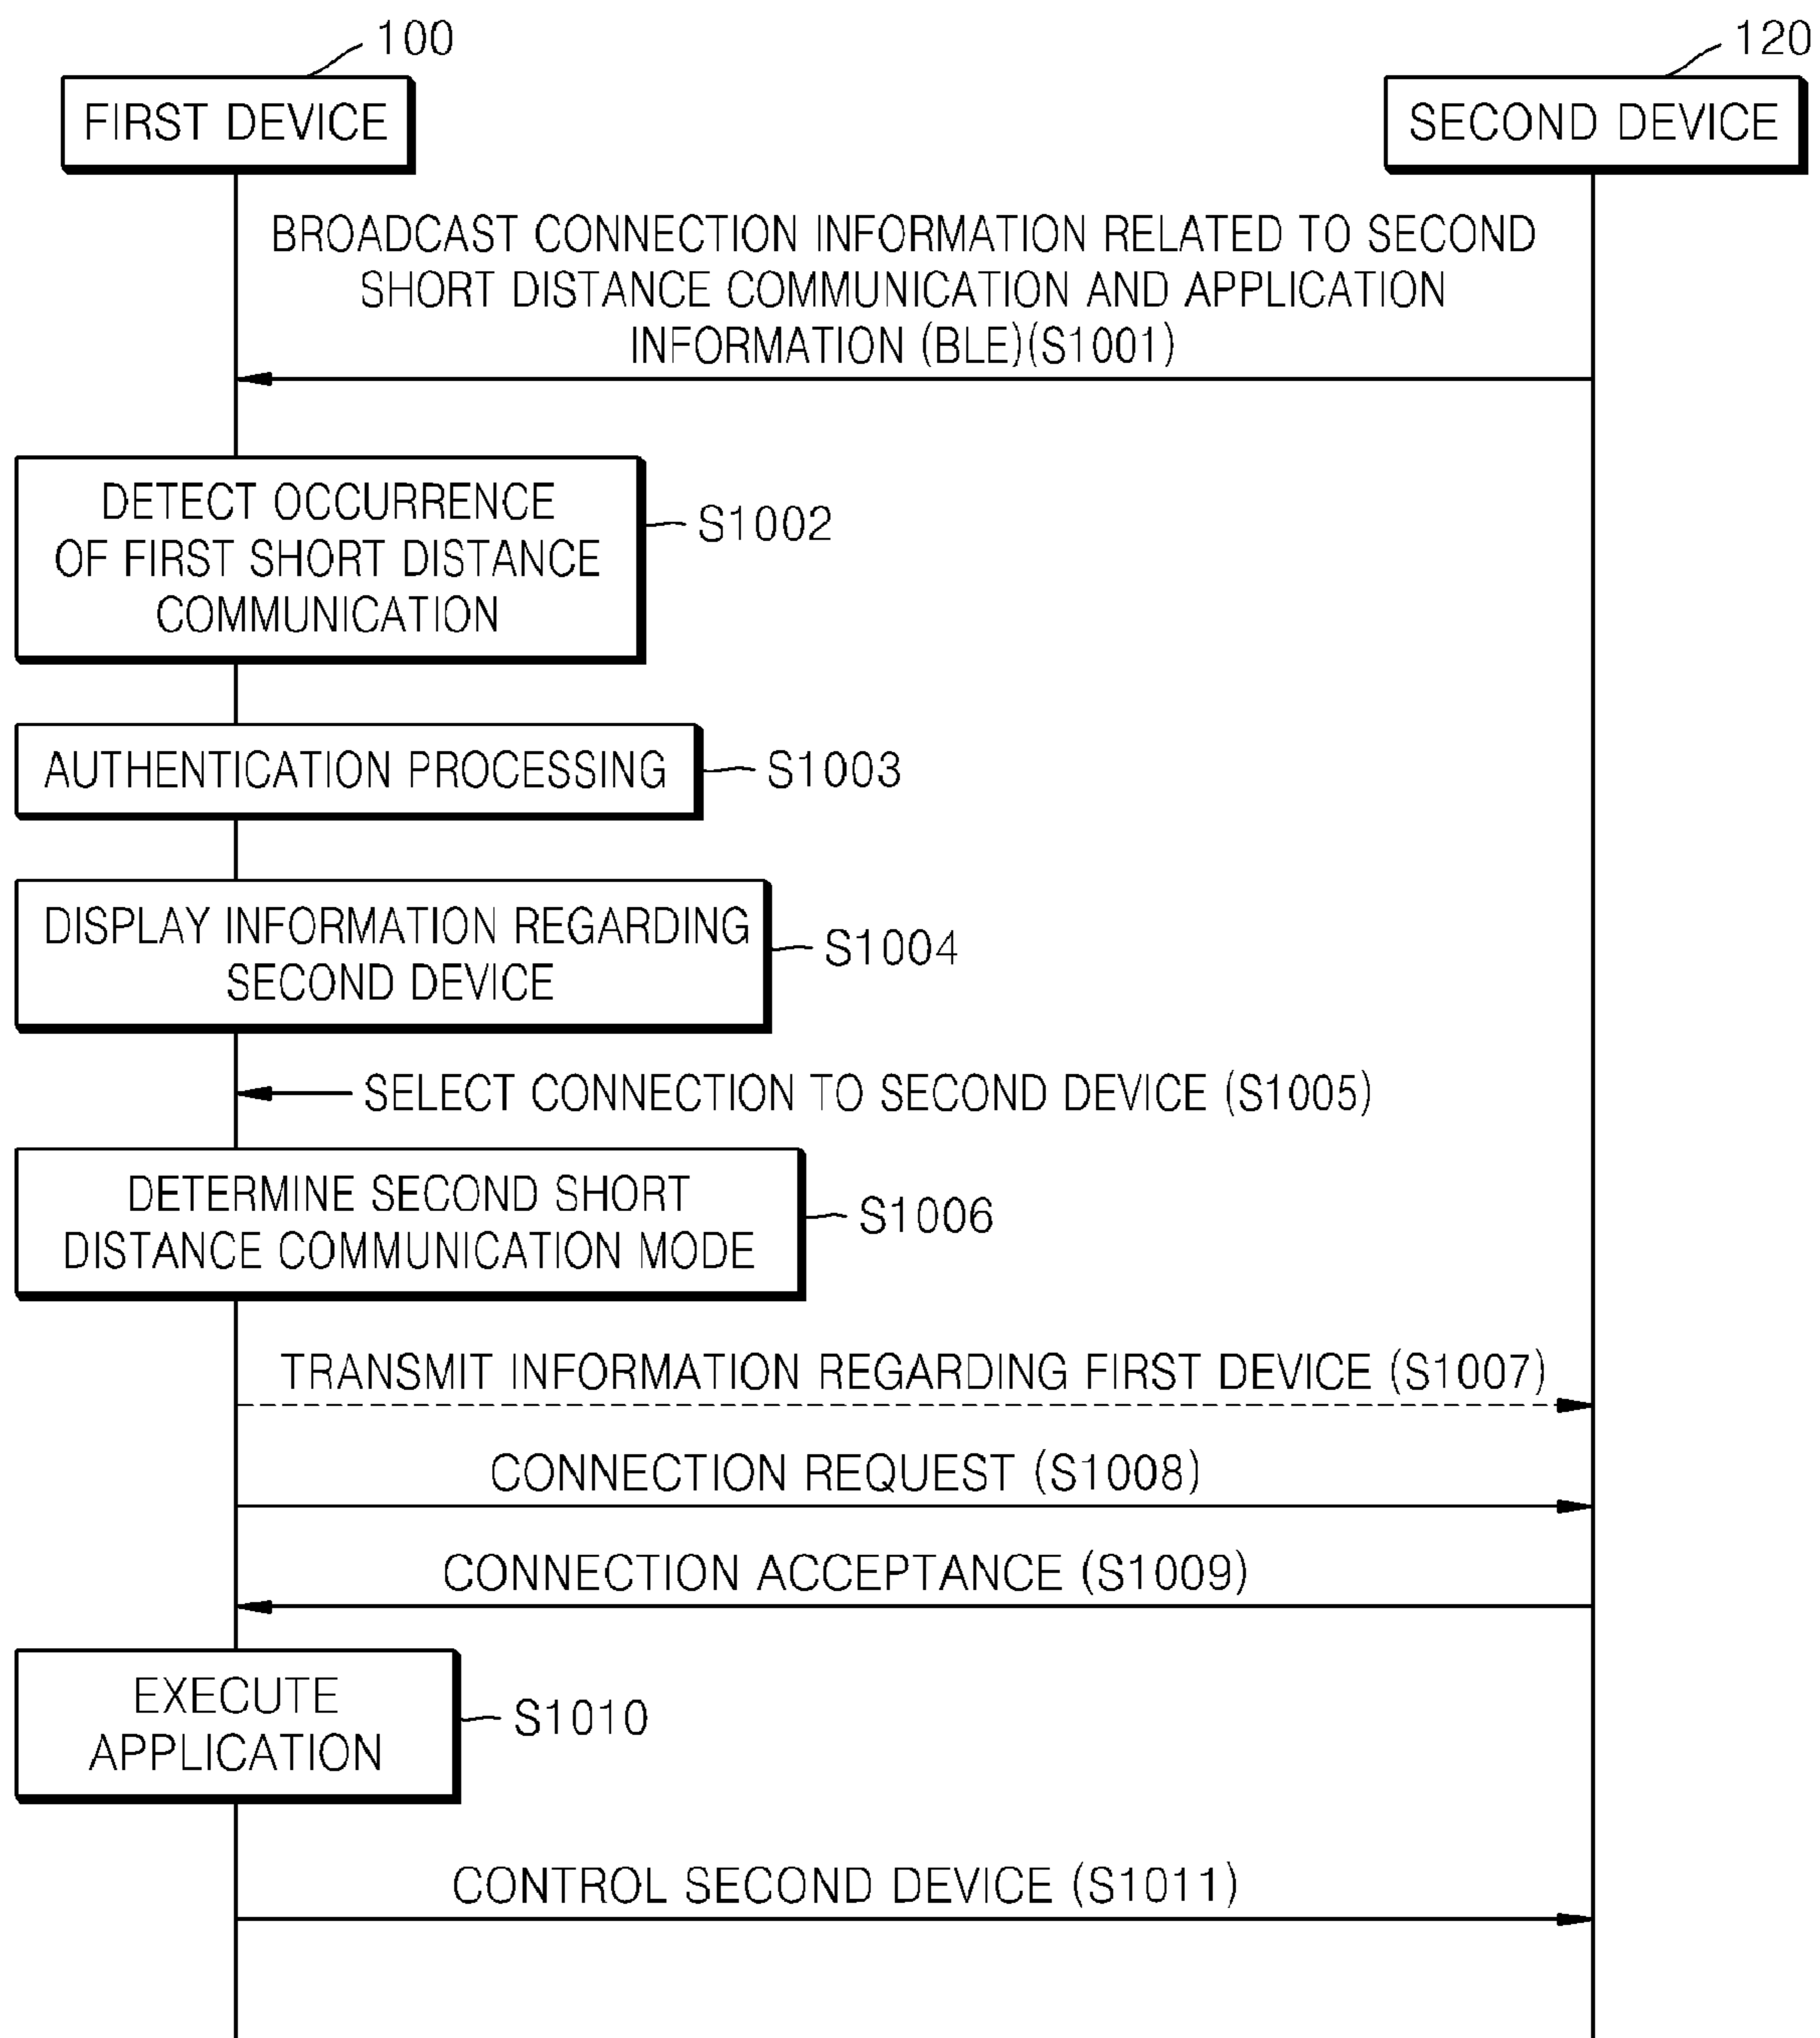 100
120
FIRST DEVICE
SECOND DEVICE
BROADCAST CONNECTION INFORMATION RELATED TO SECOND
SHORT DISTANCE COMMUNICATION AND APPLICATION
INFORMATION (BLE)(S1001)
DETECT OCCURRENCE
OF FIRST SHORT DISTANCE
COMMUNICATION
S1002
AUTHENTICATION PROCESSING
S1003
DISPLAY INFORMATION REGARDING
SECOND DEVICE
S1004
SELECT CONNECTION TO SECOND DEVICE (S1005)
DETERMINE SECOND SHORT
DISTANCE COMMUNICATION MODE
S1006
TRANSMIT INFORMATION REGARDING FIRST DEVICE (S1007)
CONNECTION REQUEST (S1008)
CONNECTION ACCEPTANCE (S1009)
EXECUTE
APPLICATION
S1010
CONTROL SECOND DEVICE (S1011)